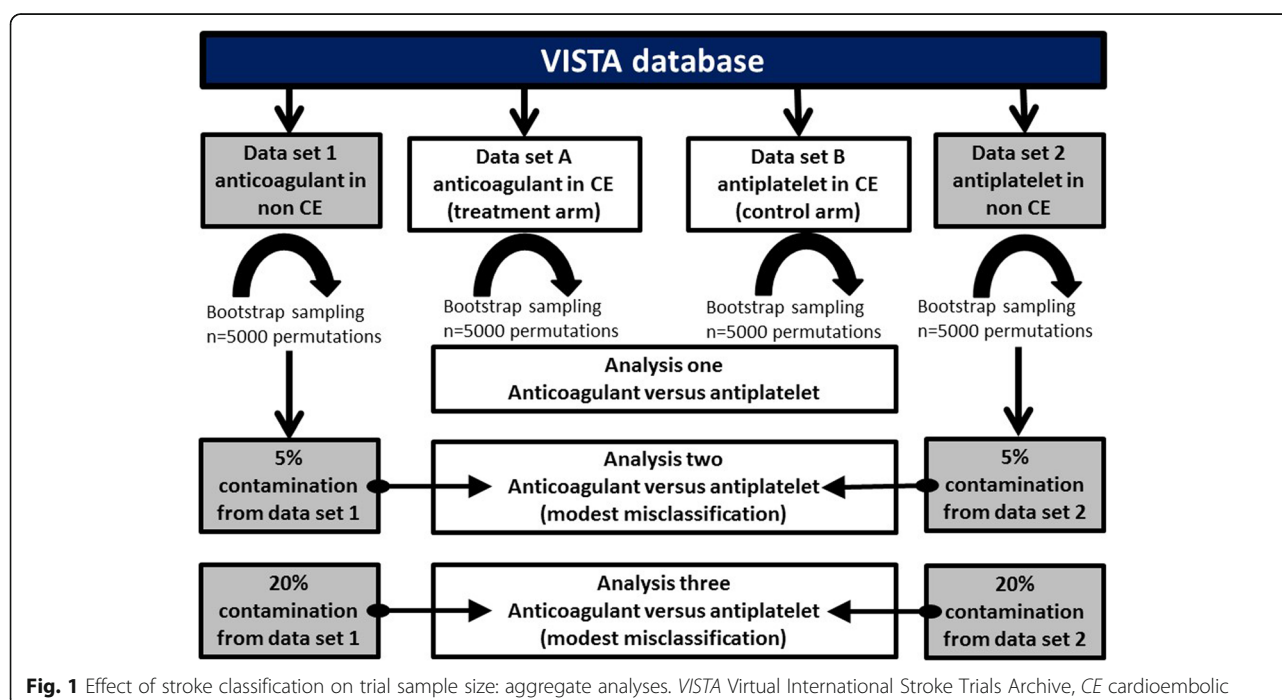 VISTA database
Data set 1
anticoagulant in
non CE
Data set A
anticoagulant in CE
(treatment arm)
Data set B
antiplatelet in CE
(control arm)
Data set 2
antiplatelet in
non CE
Bootstrap sampling
n=5000 permutations
Bootstrap sampling
n=5000 permutations
Bootstrap sampling
n=5000 permutations
Bootstrap sampling
n=5000 permutations
Analysis one
Anticoagulant versus antiplatelet
5%
contamination
from data set 1
Analysis two
Anticoagulant versus antiplatelet
(modest misclassification)
5%
contamination
from data set 2
20%
contamination
from data set 1
Analysis three
Anticoagulant versus antiplatelet
(modest misclassification)
20%
contamination
from data set 2
Fig. 1 Effect of stroke classification on trial sample size: aggregate analyses. VISTA Virtual International Stroke Trials Archive, CE cardioembolic